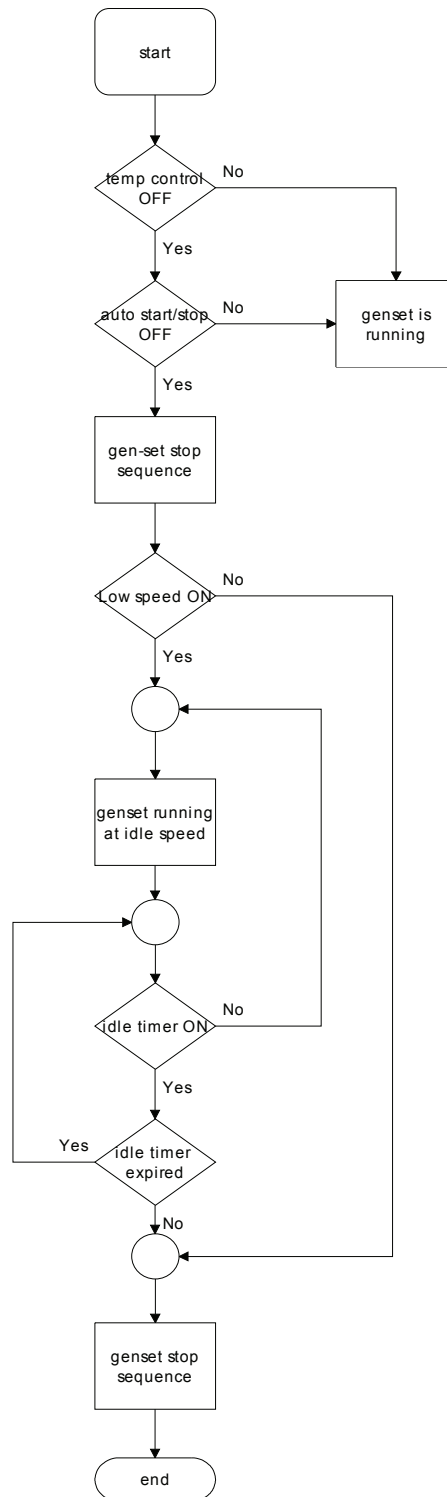 start
temp control
OFF
No
Yes
auto start/stop
OFF
No
genset is
running
Yes
gen-set stop
sequence
Low speed ON
No
Yes
genset running
at idle speed
idle timer ON
No
Yes
idle timer
expired
Yes
No
genset stop
sequence
end